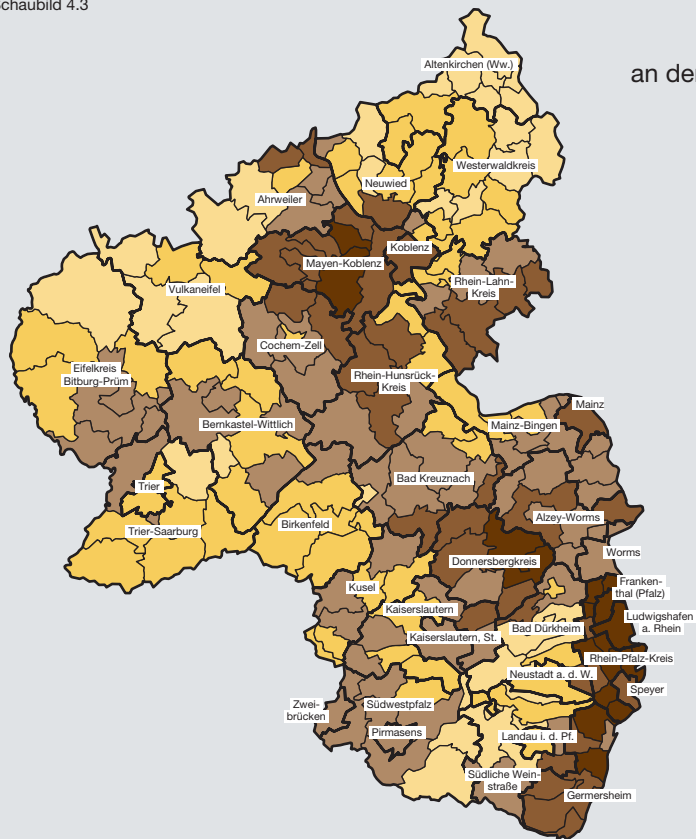 chaubild 4.3
an der
Altenkirchen (Ww.)
Westerwaldkreis
Neuwied
Ahrweiler
Koblenz
Mayen-Koblenz
Rhein-Lahn-
Kreis
Vulkaneifel
Cochem-Zell
Eifelkreis
Bitburg-Prüm
Rhein-Hunsrück-
Kreis
Mainz
Bernkastel-Wittlich
Mainz-Bingen
Bad Kreuznach
Trier
Alzey-Worms
Birkenfeld
Trier-Saarburg
Worms
Donnersbergkreis
Franken-
thal (Pfalz)
Kusel
Kaiserslautern
Ludwigshafen
a. Rhein
Bad Dürkheim
Kaiserslautern, St.
Rhein-Pfalz-Kreis
Neustadt a. d. W.
Speyer
Zwei-
brücken
Südwestpfalz
Pirmasens
Landau i. d. Pf.
Südliche Wein-
straße
Germersheim